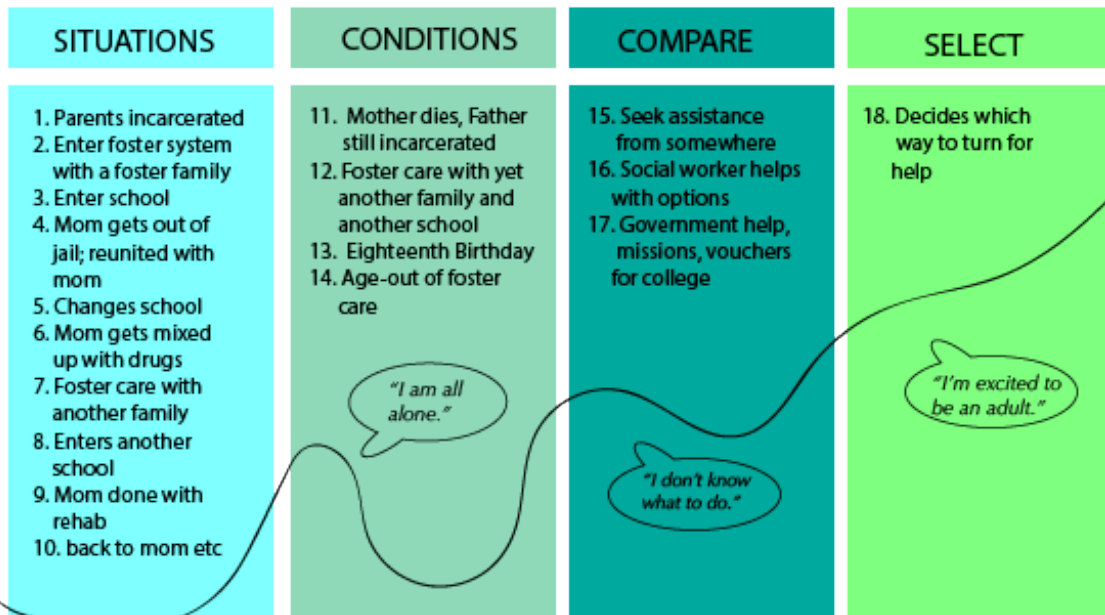 SITUATIONS
1. Parents incarcerated
2. Enter foster system
with a foster family
3. Enter school
4. Mom gets out of
jail; reunited with
mom
5. Changes school
6. Mom gets mixed
up with drugs
7. Foster care with
another family
8. Enters another
school
9. Mom done with
rehab
10. back to mom etc
CONDITIONS
11. Mother dies, Father
still incarcerated
12. Foster care with yet
another family and
another school
13. Eighteenth Birthday
14. Age-out of foster
care
"I am all
alone."
COMPARE
15. Seek assistance
from somewhere
16. Social worker helps
with options
17. Government help,
missions, vouchers
for college
"I don't know
what to do."
SELECT
18. Decides which
way to turn for
help
"I'm excited to
be an adult."